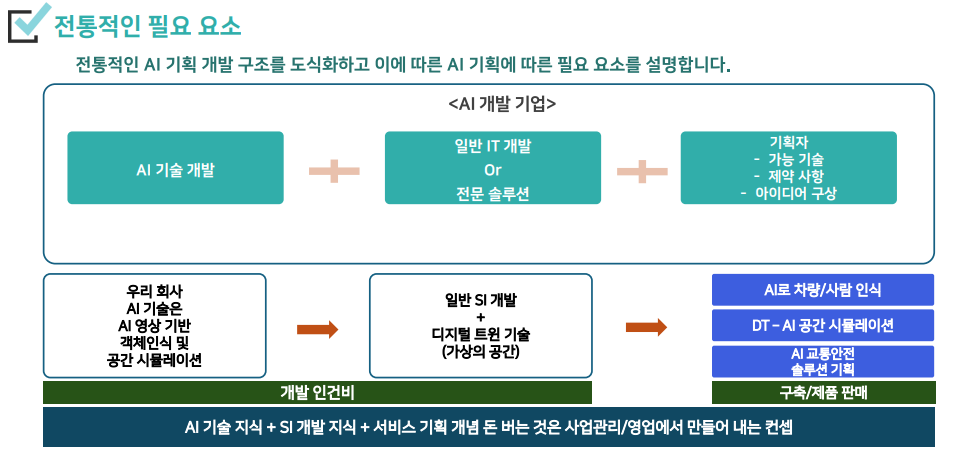 전통적인 필요 요소
전통적인 AI 기획 개발 구조를 도식화하고 이에 따른 AI 기획에 따른 필요 요소를 설명합니다.
<AI 개발 기업>
AI 기술 개발
일반 IT 개발
Or
전문 솔루션
기획자
- 가능 기술
- 제약 사항
- 아이디어 구상
우리 회사
AI 기술은
AI 영상 기반
객체인식 및
공간 시뮬레이션
일반 SI 개발
+
디지털 트윈 기술
(가상의 공간)
AI로 차량/사람 인식
DT – AI 공간 시뮬레이션
AI 교통안전
솔루션 기획
개발 인건비
구축/제품 판매
AI 기술 지식 + SI 개발 지식 + 서비스 기획 개념 돈 버는 것은 사업관리/영업에서 만들어 내는 컨셉